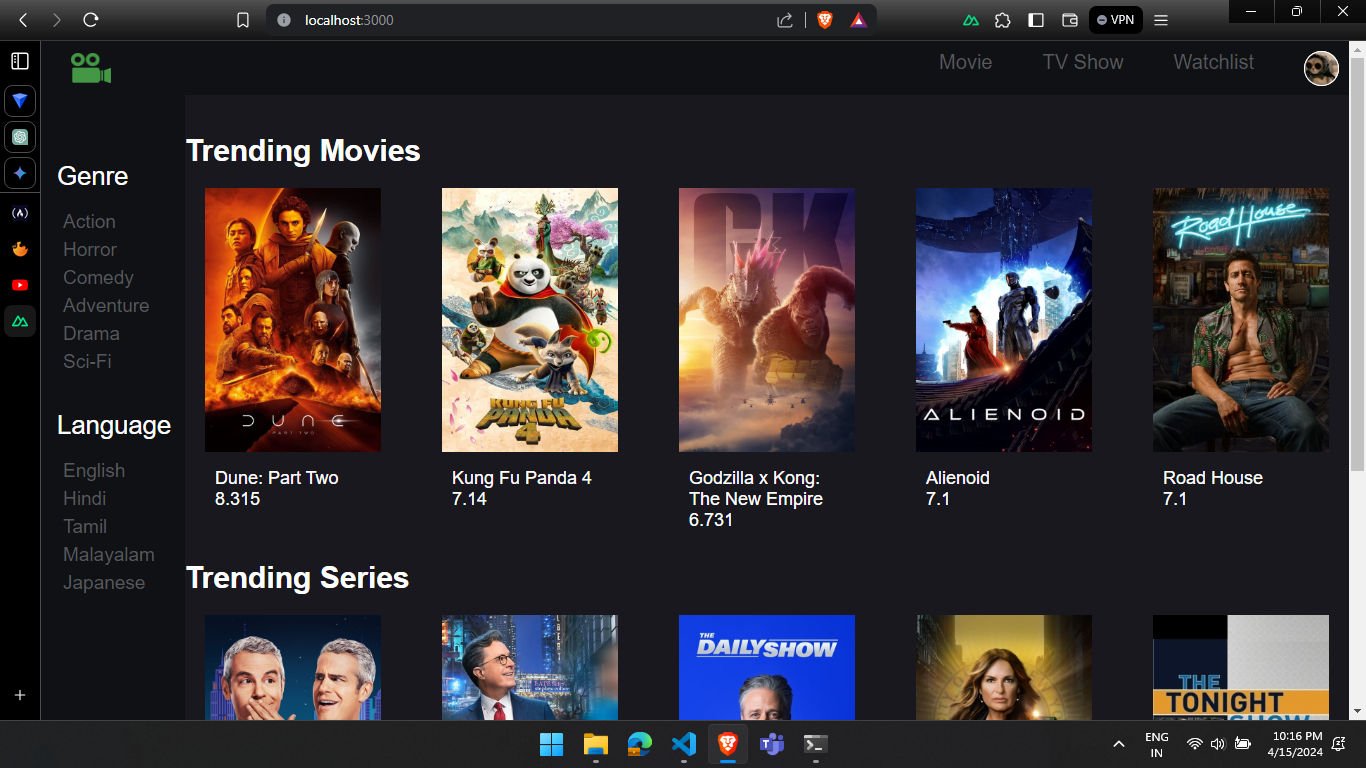 localhost:3000
VPN
Movie
TV Show
Watchlist
Genre
Action
Horror
Comedy
Adventure
Drama
Sci-Fi
Language
English
Hindi
Tamil
Malayalam
Japanese
Trending Movies
DUNE
PART TWO
KUNG FU
PANDA
4
GK
ALIENOID
Road House
Dune: Part Two
8.315
Kung Fu Panda 4
7.14
Godzilla x Kong:
The New Empire
6.731
Alienoid
7.1
Road House
7.1
Trending Series
THE
DAILYSHOW
THE
TONIGHT
SHOW
ENG
IN
10:16 PM
4/15/2024